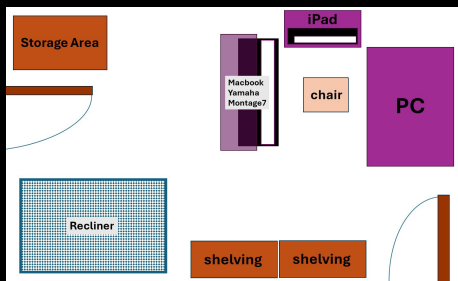 Storage Area
iPad
Macbook
Yamaha
Montage7
chair
PC
Recliner
shelving
shelving